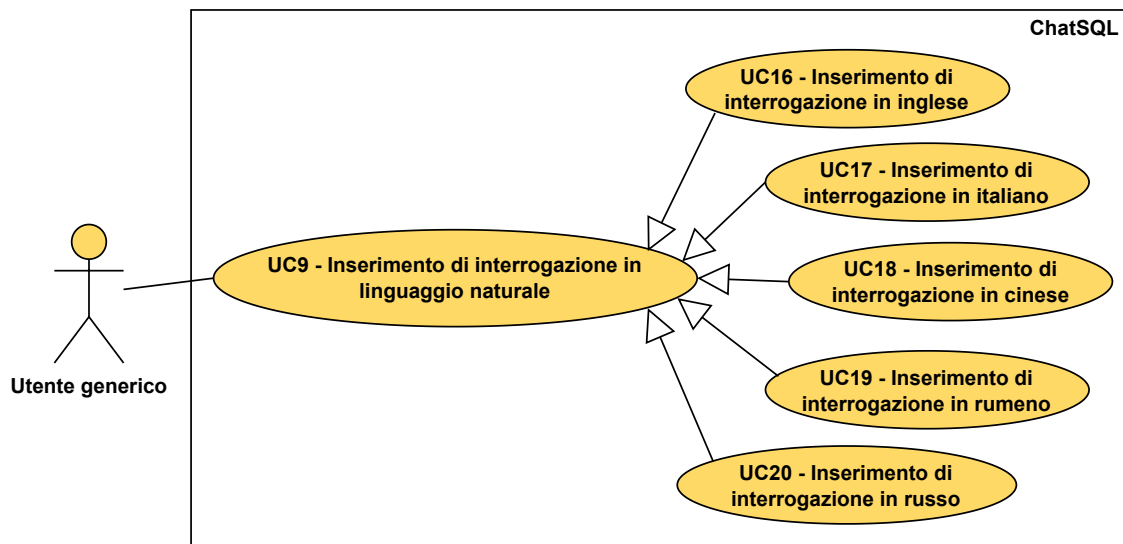 ChatSQL
UC16 - Inserimento di
interrogazione in inglese
UC17 - Inserimento di
interrogazione in italiano
UC9 - Inserimento di interrogazione in
linguaggio naturale
UC18 - Inserimento di
interrogazione in cinese
UC19 - Inserimento di
interrogazione in rumeno
UC20 - Inserimento di
interrogazione in russo
Utente generico